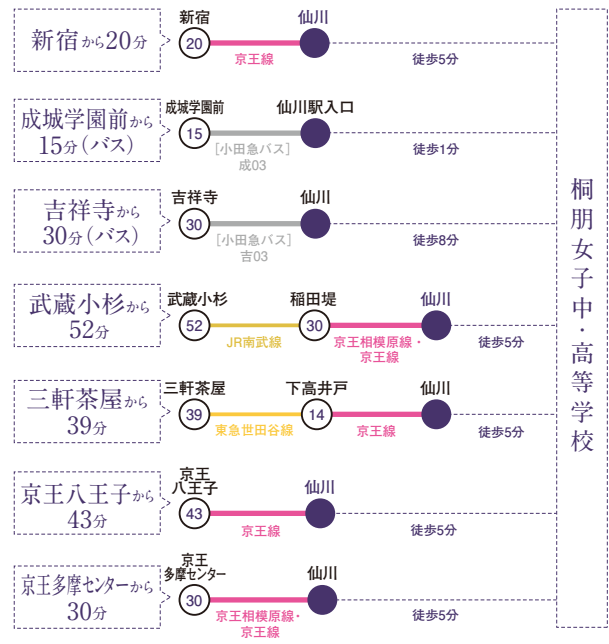 新宿から20分
新宿
仙川
20
京王線
徒歩5分
成城学園前から
15分(バス)
成城学園前
仙川駅入口
15
[小田急バス]
成03
徒歩1分
吉祥寺から
30分(バス)
吉祥寺
仙川
30
[小田急バス]
吉03
徒歩8分
武蔵小杉から
52分
武蔵小杉
稲田堤
仙川
52
30
JR南武線
京王相模原線・
京王線
徒歩5分
三軒茶屋から
39分
三軒茶屋
下高井戸
仙川
39
14
東急世田谷線
京王線
徒歩5分
京王八王子から
43分
京王
八王子
仙川
43
京王線
徒歩5分
京王多摩センターから
30分
京王
多摩センター
仙川
30
京王相模原線・
京王線
徒歩5分
桐朋女子中・高等学校